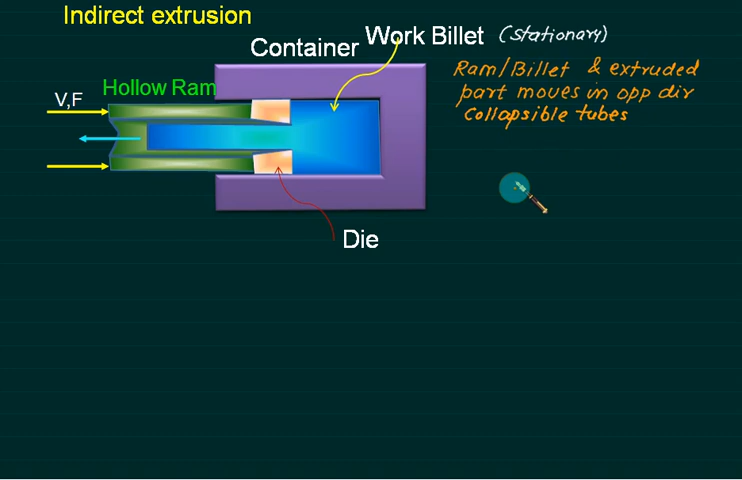 Indirect extrusion
Container
Work Billet (stationary)
Hollow Ram
V,F
Ram/Billet & extruded
part moves in opp dir
Collapsible tubes
Die